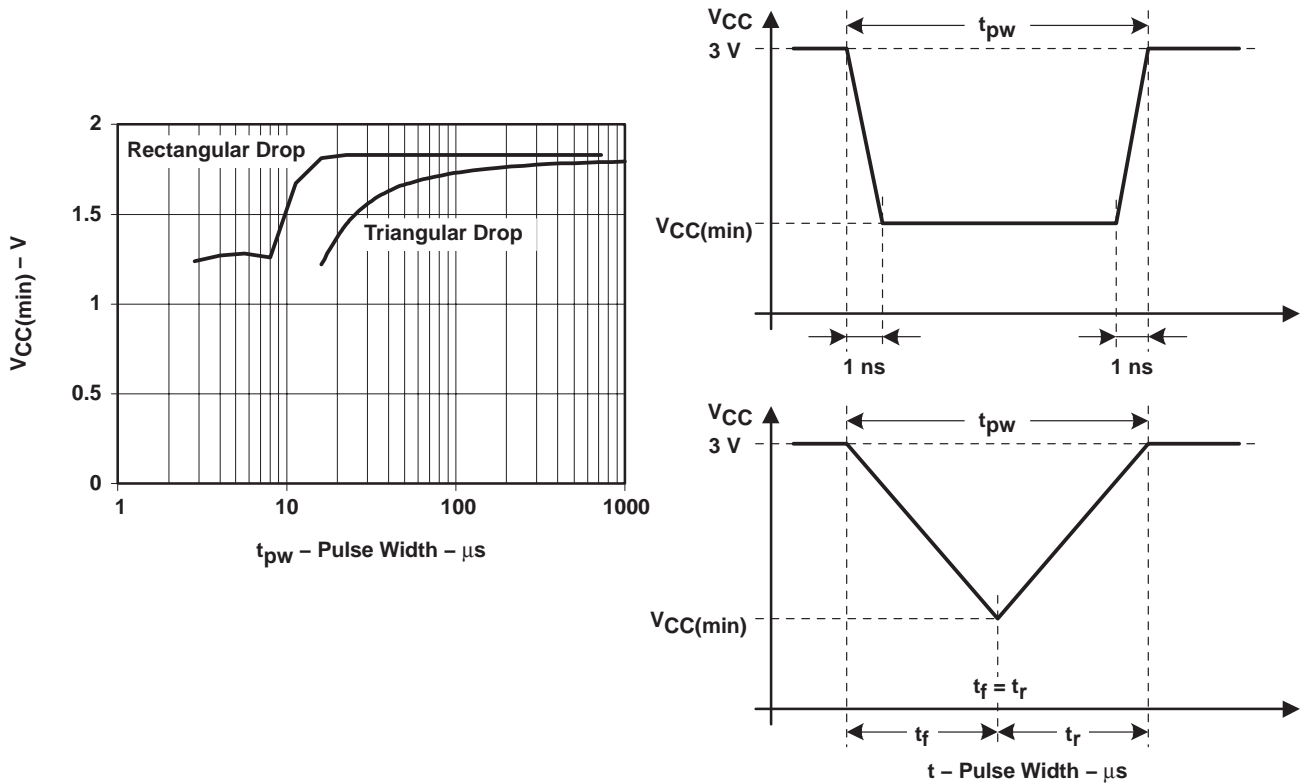 2
1.5
1
0.5
0
Rectangular Drop
Triangular Drop
VCC(min) – V
1
10
100
1000
tpw – Pulse Width – μs
VCC
3 V
tpw
VCC(min)
1 ns
1 ns
VCC
3 V
tpw
VCC(min)
tf = tr
tf
tr
t – Pulse Width – μs